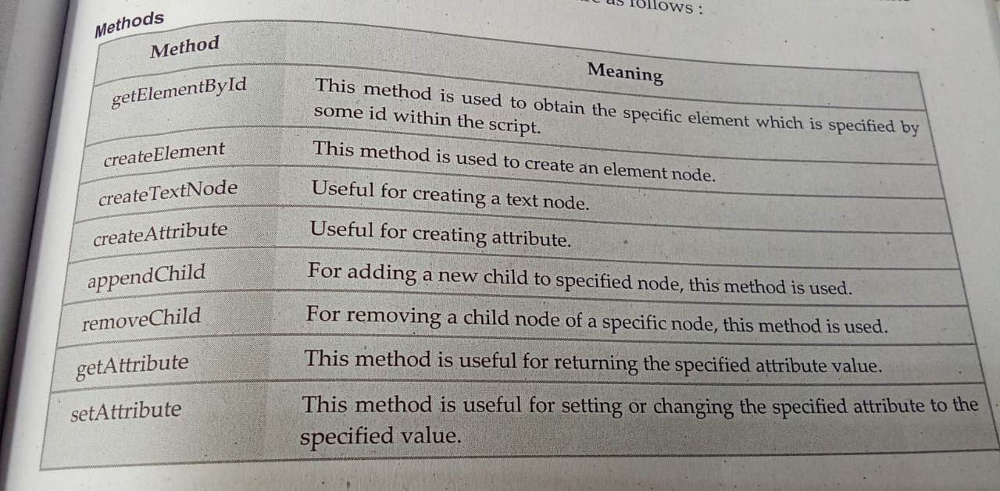 as follows :
Methods
Method Meaning
getElementById This method is used to obtain the specific element which is specified by
some id within the script.
createElement This method is used to create an element node.
createTextNode Useful for creating a text node.
createAttribute Useful for creating attribute.
appendChild For adding a new child to specified node, this method is used.
removeChild For removing a child node of a specific node, this method is used.
getAttribute This method is useful for returning the specified attribute value.
setAttribute This method is useful for setting or changing the specified attribute to the
specified value.